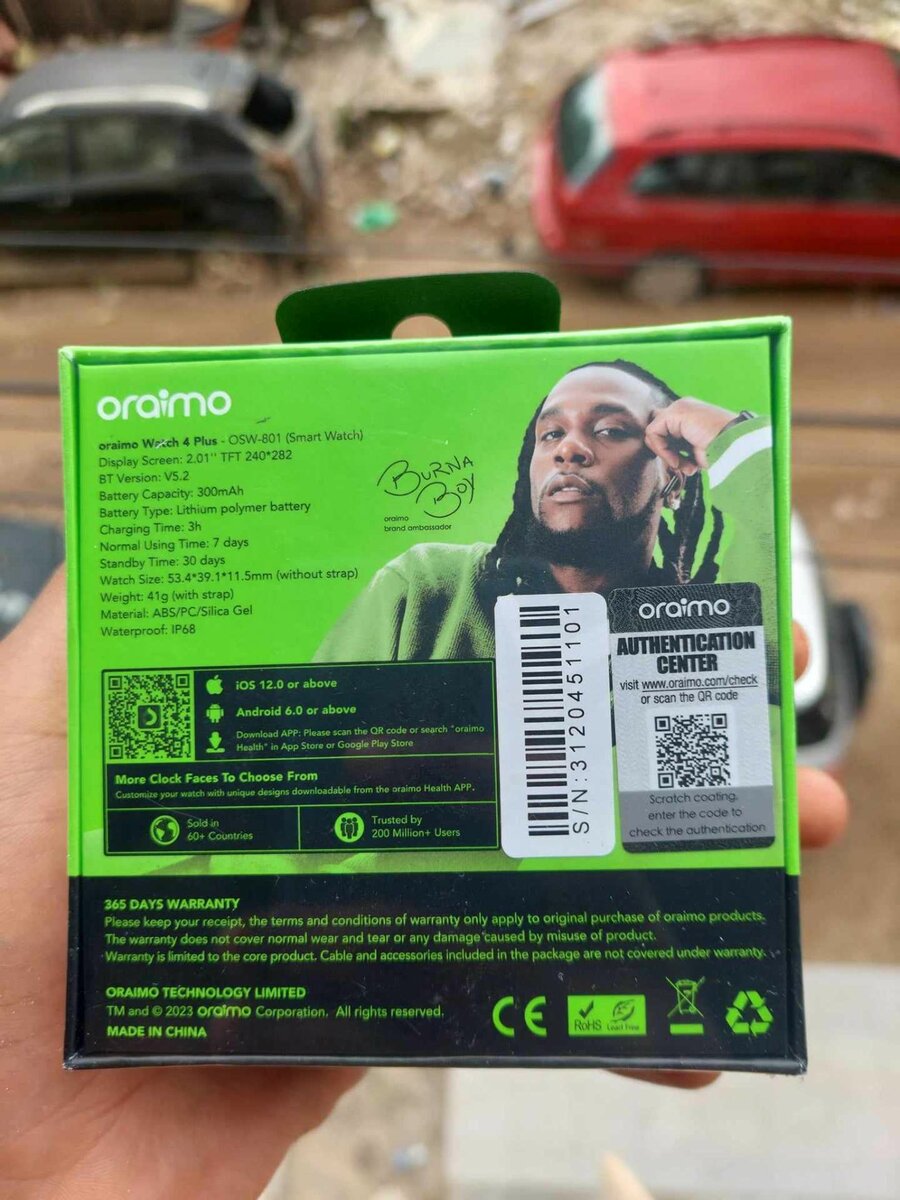 oraimo
oraimo Watch 4 Plus - OSW-801 (Smart Watch)
Display Screen: 2.01'' TFT 240*282
BT Version: V5.2
Battery Capacity: 300mAh
Battery Type: Lithium polymer battery
Charging Time: 3h
Normal Using Time: 7 days
Standby Time: 30 days
Watch Size: 53.4*39.1*11.5mm (without strap)
Weight: 41g (with strap)
Material: ABS/PC/Silica Gel
Waterproof: IP68
BURNA
BOY
oraimo
brand ambassador
iOS 12.0 or above
Android 6.0 or above
Download APP: Please scan the QR code or search "oraimo
Health" in App Store or Google Play Store
More Clock Faces To Choose From
Customize your watch with unique designs downloadable from the oraimo Health APP.
Sold in
60+ Countries
Trusted by
200 Million+ Users
S/N:3120451101
oraimo
AUTHENTICATION
CENTER
visit www.oraimo.com/check
or scan the QR code
Scratch coating,
enter the code to
check the authentication
365 DAYS WARRANTY
Please keep your receipt, the terms and conditions of warranty only apply to original purchase of oraimo products.
The warranty does not cover normal wear and tear or any damage caused by misuse of product.
Warranty is limited to the core product. Cable and accessories included in the package are not covered under warranty.
ORAIMO TECHNOLOGY LIMITED
TM and © 2023 oraimo Corporation. All rights reserved.
MADE IN CHINA
CE
RoHS
Lead Free